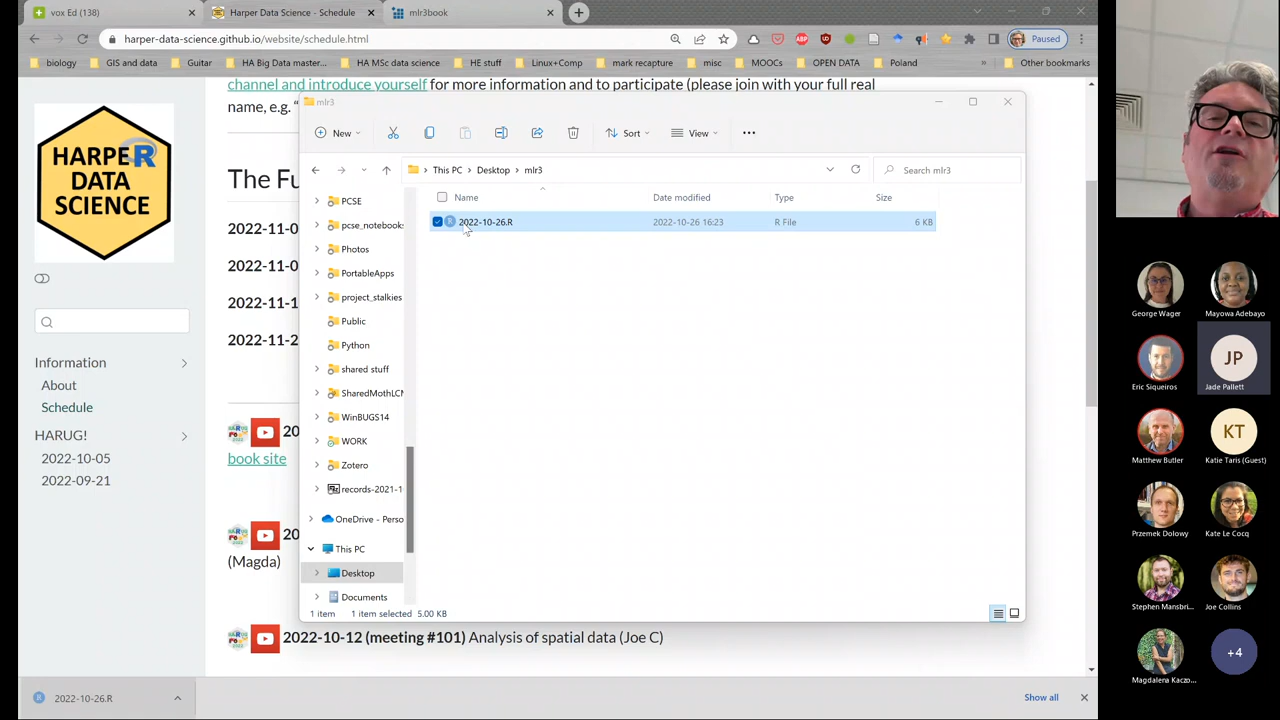 vox Ed (138)
Harper Data Science - Schedule
mlr3book
harper-data-science.github.io/website/schedule.html
Paused
biology
GIS and data
Guitar
HA Big Data master...
HA MSc data science
HE stuff
Linux+Comp
mark recapture
misc
MOOCs
OPEN DATA
Poland
»
Other bookmarks
channel and introduce yourself for more information and to participate (please join with your full real
name, e.g. "
HARPER
DATA
SCIENCE
Information
About
Schedule
HARUG!
2022-10-05
2022-09-21
The Fu
2022-11-0
2022-11-0
2022-11-1
2022-11-2
20
book site
20
(Magda)
2022-10-12 (meeting #101) Analysis of spatial data (Joe C)
mlr3
New
Sort
View
This PC > Desktop > mlr3
Search mlr3
Name
Date modified
Type
Size
2022-10-26.R
2022-10-26 16:23
R File
6 KB
PCSE
pcse_notebook
Photos
PortableApps
project_stalkies
Public
Python
shared stuff
SharedMothLCM
WinBUGS14
WORK
Zotero
records-2021-1
OneDrive - Perso
This PC
Desktop
Documents
1 item
1 item selected
5.00 KB
2022-10-26.R
Show all
George Wager
Mayowa Adebayo
Eric Siqueiros
JP
Jade Pallett
Matthew Butler
KT
Katie Taris (Guest)
Przemek Dolowy
Kate Le Cocq
Stephen Mansbri...
Joe Collins
Magdalena Kaczo...
+4